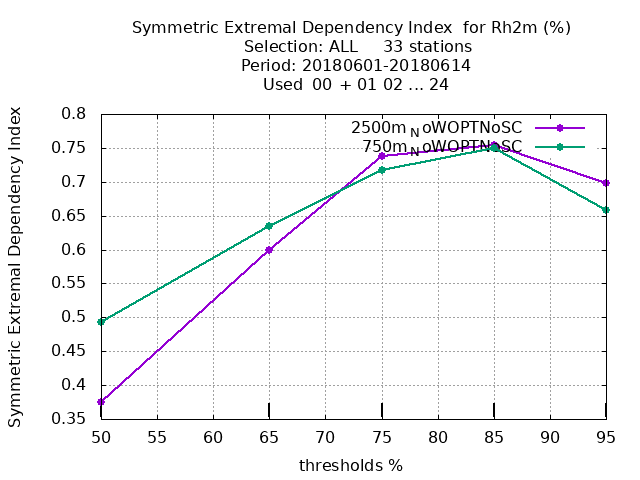 Symmetric Extremal Dependency Index  for Rh2m (%)
Selection: ALL     33 stations
Period: 20180601-20180614
Used  00 + 01 02 ... 24
Symmetric Extremal Dependency Index
0.8
0.75
0.7
0.65
0.6
0.55
0.5
0.45
0.4
0.35
2500m_NoWOPTNoSC
750m_NoWOPTNoSC
50 55 60 65 70 75 80 85 90 95
thresholds %